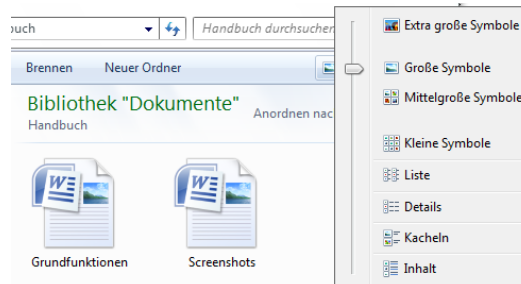 buch
Handbuch durchsuchen
Brennen Neuer Ordner
Bibliothek "Dokumente"
Handbuch
Anordnen nac
Grundfunktionen Screenshots
Extra große Symbole
Große Symbole
Mittelgroße Symbole
Kleine Symbole
Liste
Details
Kacheln
Inhalt